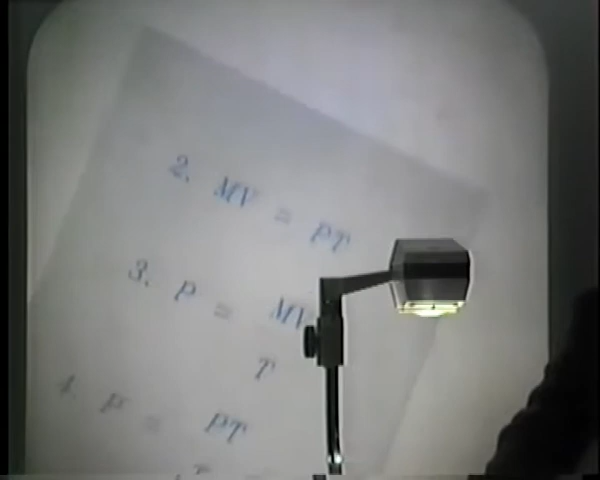 2. MV = PT
3. P = MV
T
PT